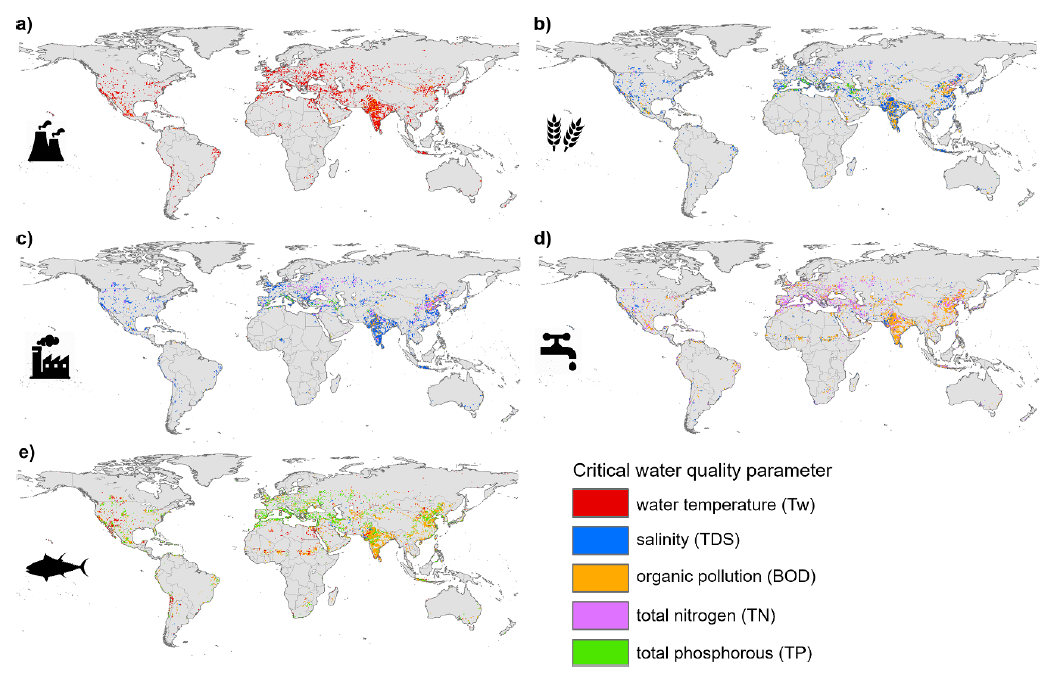 a)
b)
c)
d)
e)
Critical water quality parameter
water temperature (Tw)
salinity (TDS)
organic pollution (BOD)
total nitrogen (TN)
total phosphorous (TP)